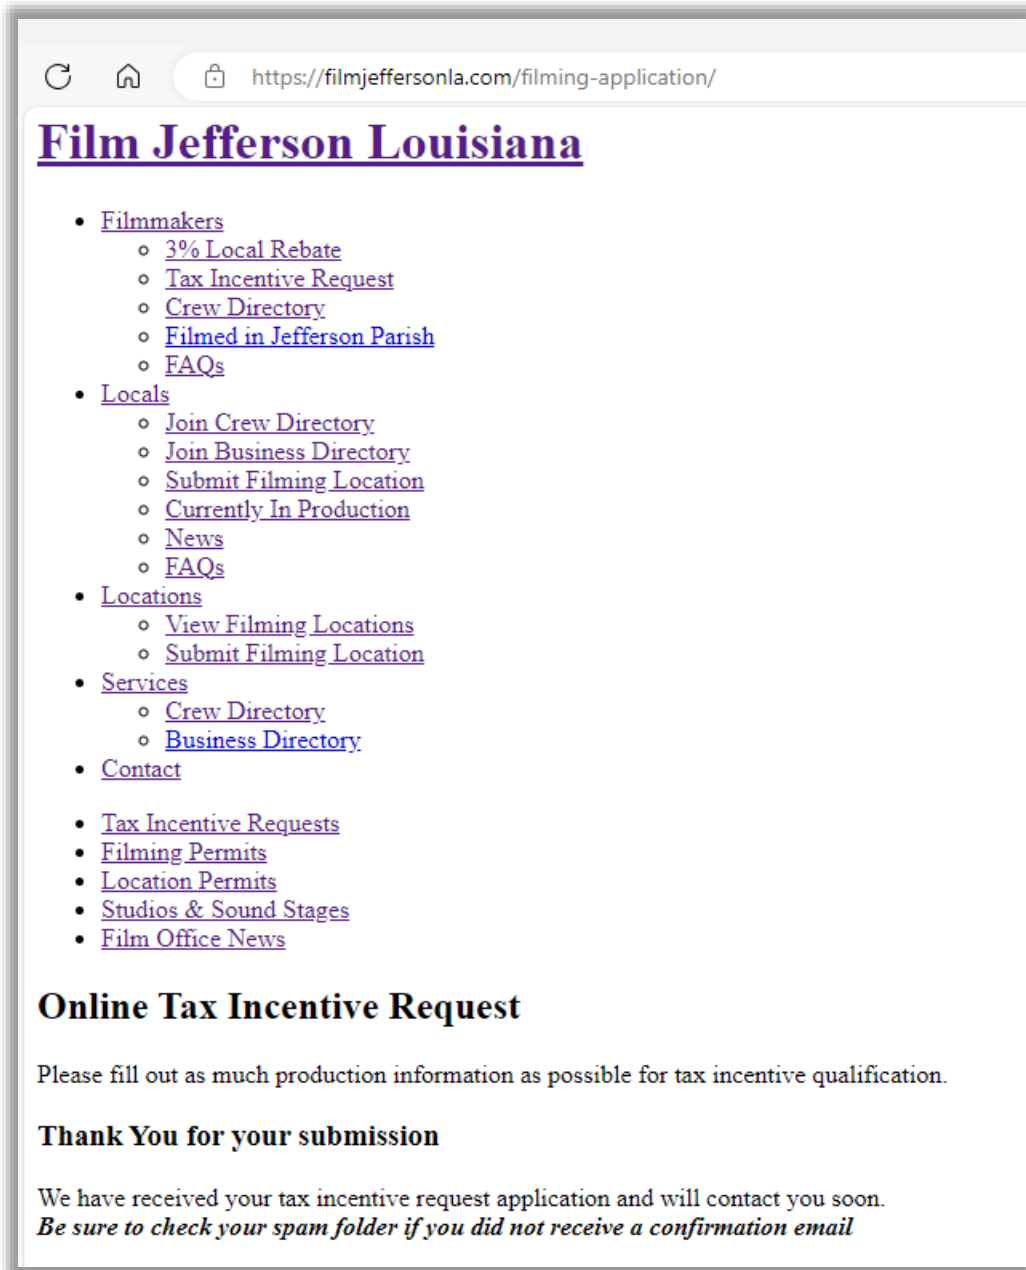 https://filmjeffersonla.com/filming-application/
Film Jefferson Louisiana
Filmmakers
3% Local Rebate
Tax Incentive Request
Crew Directory
Filmed in Jefferson Parish
FAQs
Locals
Join Crew Directory
Join Business Directory
Submit Filming Location
Currently In Production
News
FAQs
Locations
View Filming Locations
Submit Filming Location
Services
Crew Directory
Business Directory
Contact
Tax Incentive Requests
Filming Permits
Location Permits
Studios & Sound Stages
Film Office News
Online Tax Incentive Request
Please fill out as much production information as possible for tax incentive qualification.
Thank You for your submission
We have received your tax incentive request application and will contact you soon.
Be sure to check your spam folder if you did not receive a confirmation email